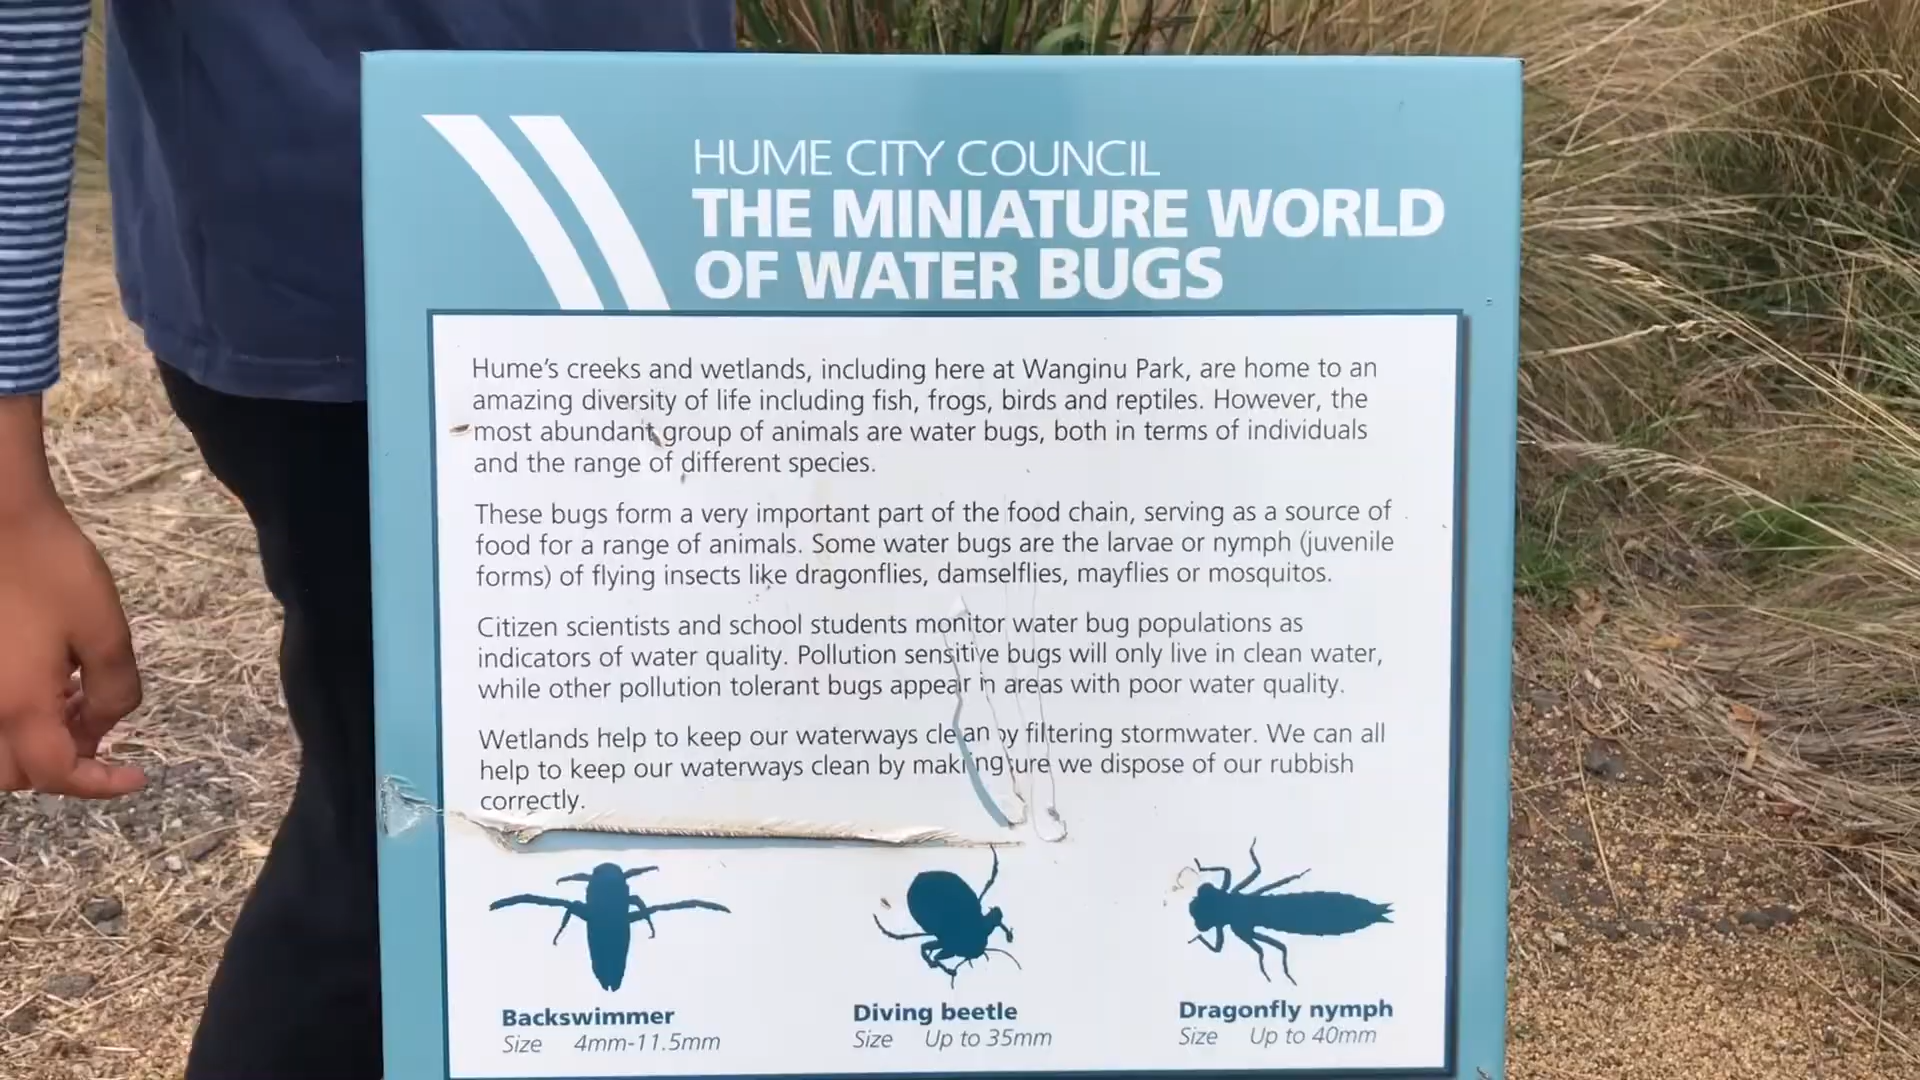 HUME CITY COUNCIL
THE MINIATURE WORLD
OF WATER BUGS
Hume's creeks and wetlands, including here at Wanginu Park, are home to an
amazing diversity of life including fish, frogs, birds and reptiles. However, the
most abundant group of animals are water bugs, both in terms of individuals
and the range of different species.
These bugs form a very important part of the food chain, serving as a source of
food for a range of animals. Some water bugs are the larvae or nymph (juvenile
forms) of flying insects like dragonflies, damselflies, mayflies or mosquitos.
Citizen scientists and school students monitor water bug populations as
indicators of water quality. Pollution sensitive bugs will only live in clean water,
while other pollution tolerant bugs appear in areas with poor water quality.
Wetlands help to keep our waterways clean by filtering stormwater. We can all
help to keep our waterways clean by making sure we dispose of our rubbish
correctly.
Backswimmer
Size 4mm-11.5mm
Diving beetle
Size Up to 35mm
Dragonfly nymph
Size Up to 40mm